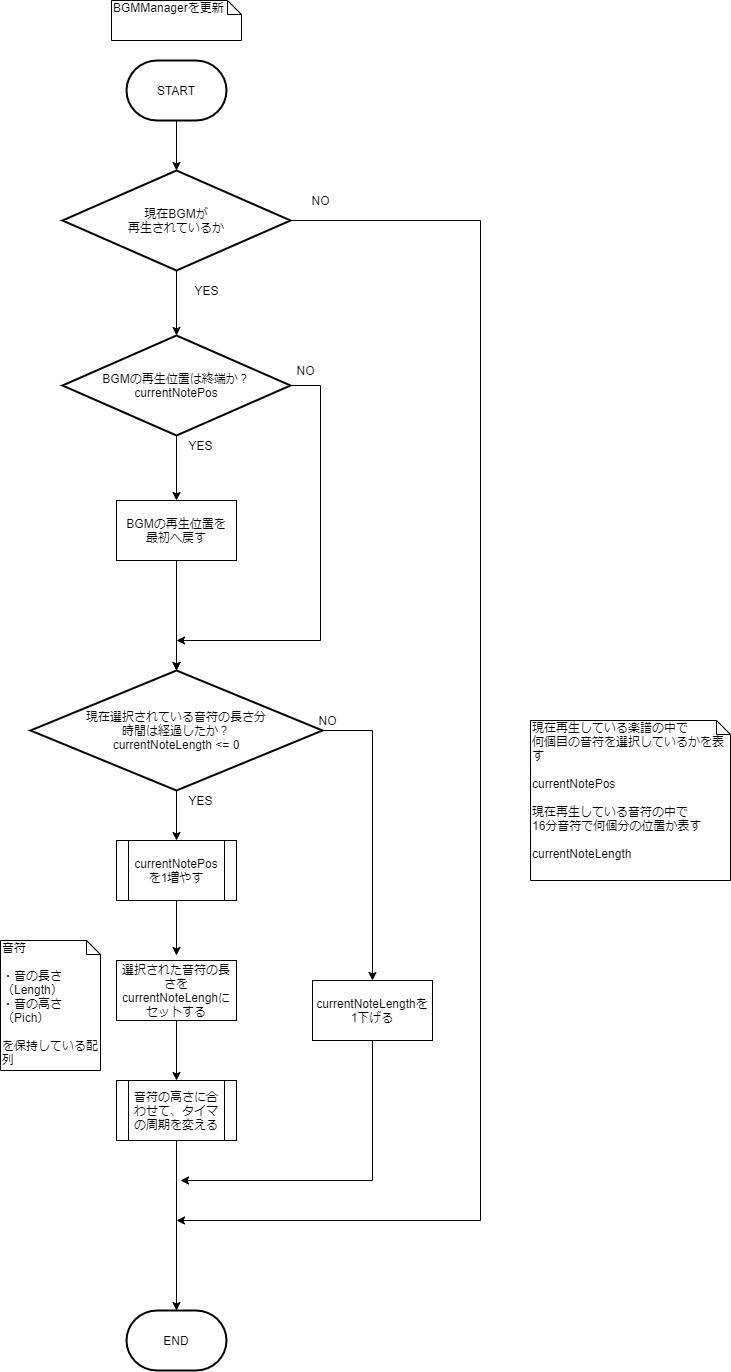 BGMManagerを更新
START
現在BGMが
再生されているか
NO
YES
BGMの再生位置は終端か？
currentNotePos
NO
YES
BGMの再生位置を
最初へ戻す
現在選択されている音符の長さ分
時間は経過したか？
currentNoteLength <= 0
NO
YES
現在再生している楽譜の中で
何個目の音符を選択しているかを表
す
currentNotePos
現在再生している音符の中で
16分音符で何個分の位置か表す
currentNoteLength
currentNotePos
を1増やす
音符
・音の長さ
（Length）
・音の高さ
（Pich）
を保持している配
列
選択された音符の長
さを
currentNoteLenghに
セットする
currentNoteLengthを
1下げる
音符の高さに合
わせて、タイマ
の周期を変える
END